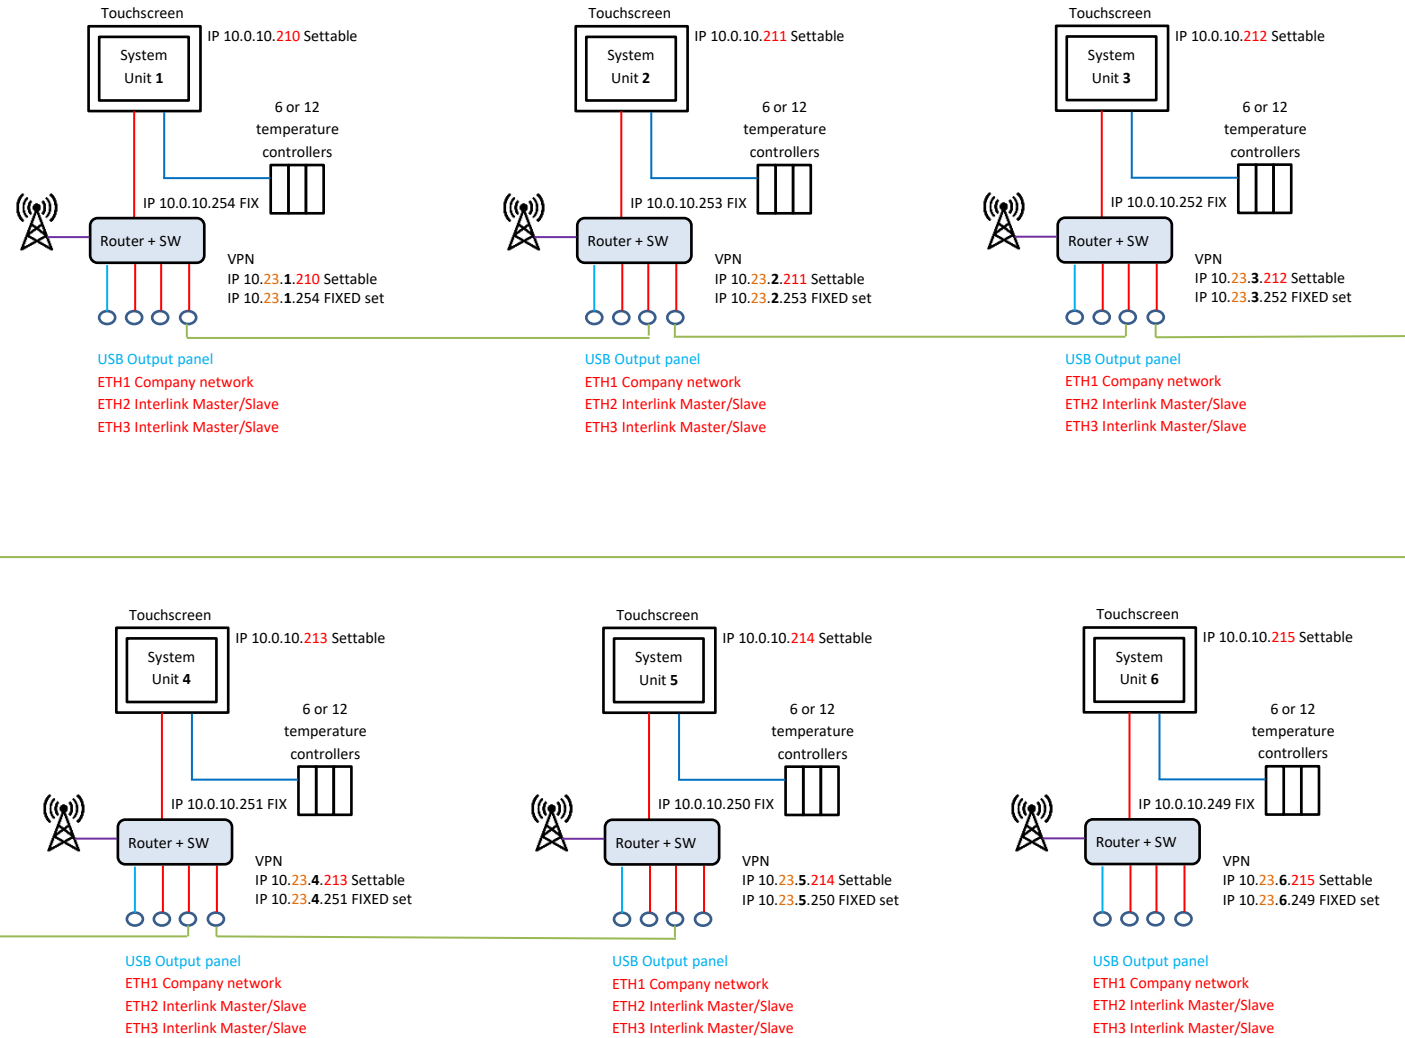 Touchscreen
IP 10.0.10.210 Settable
System
Unit 1
6 or 12
temperature
controllers
IP 10.0.10.254 FIX
Router + SW
VPN
IP 10.23.1.210 Settable
IP 10.23.1.254 FIXED set
USB Output panel
ETH1 Company network
ETH2 Interlink Master/Slave
ETH3 Interlink Master/Slave
Touchscreen
IP 10.0.10.211 Settable
System
Unit 2
6 or 12
temperature
controllers
IP 10.0.10.253 FIX
Router + SW
VPN
IP 10.23.2.211 Settable
IP 10.23.2.253 FIXED set
USB Output panel
ETH1 Company network
ETH2 Interlink Master/Slave
ETH3 Interlink Master/Slave
Touchscreen
IP 10.0.10.212 Settable
System
Unit 3
6 or 12
temperature
controllers
IP 10.0.10.252 FIX
Router + SW
VPN
IP 10.23.3.212 Settable
IP 10.23.3.252 FIXED set
USB Output panel
ETH1 Company network
ETH2 Interlink Master/Slave
ETH3 Interlink Master/Slave
Touchscreen
IP 10.0.10.213 Settable
System
Unit 4
6 or 12
temperature
controllers
IP 10.0.10.251 FIX
Router + SW
VPN
IP 10.23.4.213 Settable
IP 10.23.4.251 FIXED set
USB Output panel
ETH1 Company network
ETH2 Interlink Master/Slave
ETH3 Interlink Master/Slave
Touchscreen
IP 10.0.10.214 Settable
System
Unit 5
6 or 12
temperature
controllers
IP 10.0.10.250 FIX
Router + SW
VPN
IP 10.23.5.214 Settable
IP 10.23.5.250 FIXED set
USB Output panel
ETH1 Company network
ETH2 Interlink Master/Slave
ETH3 Interlink Master/Slave
Touchscreen
IP 10.0.10.215 Settable
System
Unit 6
6 or 12
temperature
controllers
IP 10.0.10.249 FIX
Router + SW
VPN
IP 10.23.6.215 Settable
IP 10.23.6.249 FIXED set
USB Output panel
ETH1 Company network
ETH2 Interlink Master/Slave
ETH3 Interlink Master/Slave